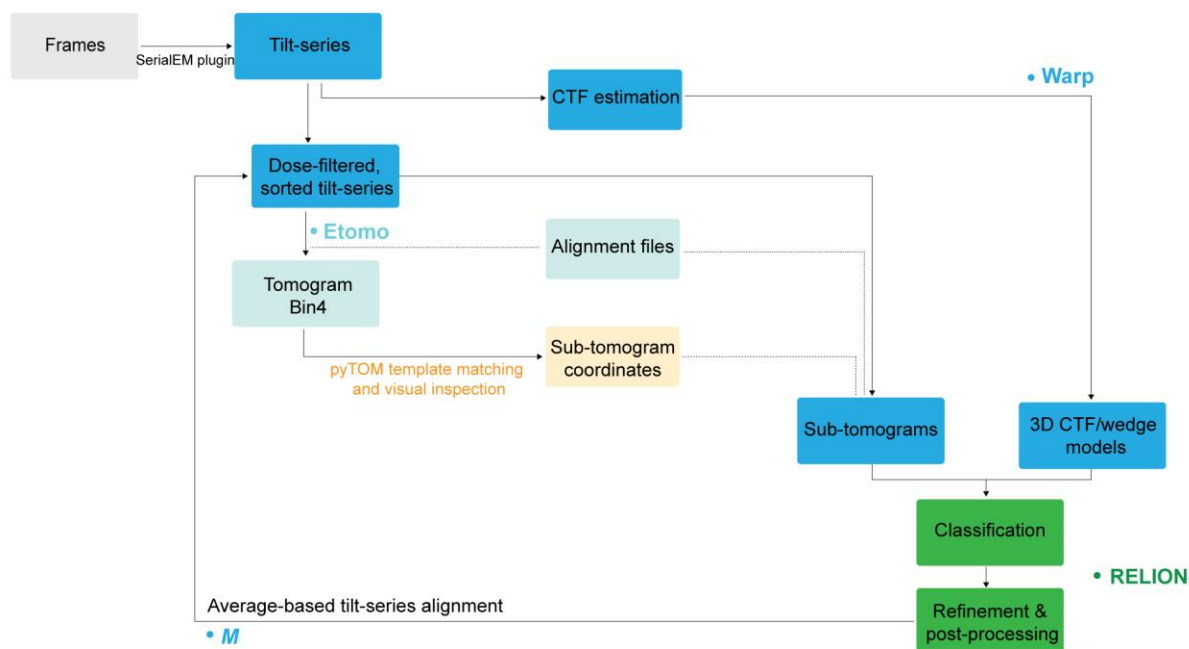 Frames
SerialEM plugin
Tilt-series
CTF estimation
• Warp
Dose-filtered,
sorted tilt-series
• Etomo
Alignment files
Tomogram
Bin4
pyTOM template matching
and visual inspection
Sub-tomogram
coordinates
Sub-tomograms
3D CTF/wedge
models
Classification
• RELION
Average-based tilt-series alignment
• M
Refinement &
post-processing